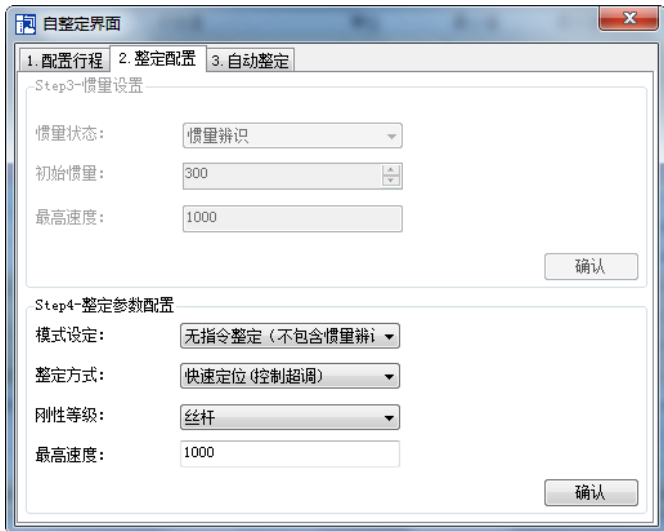 自整定界面
1.配置行程 2.整定配置 3.自动整定
Step3-惯量设置
惯量状态: 惯量辨识
初始惯量: 300
最高速度: 1000
确认
Step4-整定参数配置
模式设定: 无指令整定（不包含惯量辨
整定方式: 快速定位(控制超调)
刚性等级: 丝杆
最高速度: 1000
确认